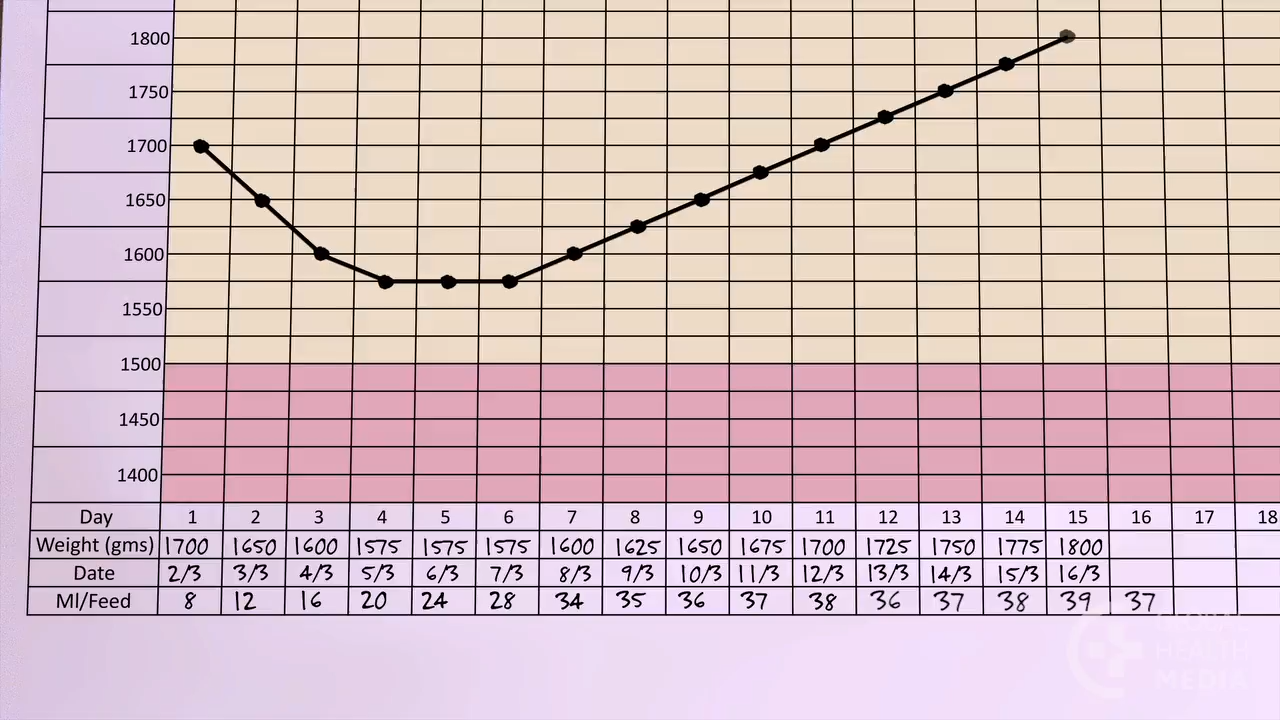 1800
1750
1700
1650
1600
1550
1500
1450
1400
Day 1 2 3 4 5 6 7 8 9 10 11 12 13 14 15 16 17 18
Weight (gms) 1700 1650 1600 1575 1575 1575 1600 1625 1650 1675 1700 1725 1750 1775 1800
Date 2/3 3/3 4/3 5/3 6/3 7/3 8/3 9/3 10/3 11/3 12/3 13/3 14/3 15/3 16/3
Ml/Feed 8 12 16 20 24 28 34 35 36 37 38 36 37 38 39 37
GLOBAL
HEALTH
MEDIA